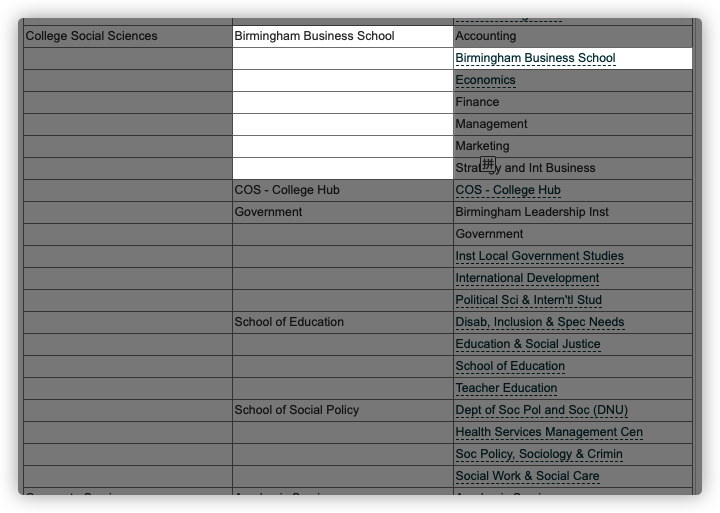 College Social Sciences Birmingham Business School Accounting
Birmingham Business School
Economics
Finance
Management
Marketing
拼
and Int Business
COS - College Hub COS - College Hub
Government Birmingham Leadership Inst
Government
Inst Local Government Studies
International Development
Political Sci & Intern'tl Stud
School of Education Disab, Inclusion & Spec Needs
Education & Social Justice
School of Education
Teacher Education
School of Social Policy Dept of Soc Pol and Soc (DNU)
Health Services Management Cen
Soc Policy, Sociology & Crimin
Social Work & Social Care